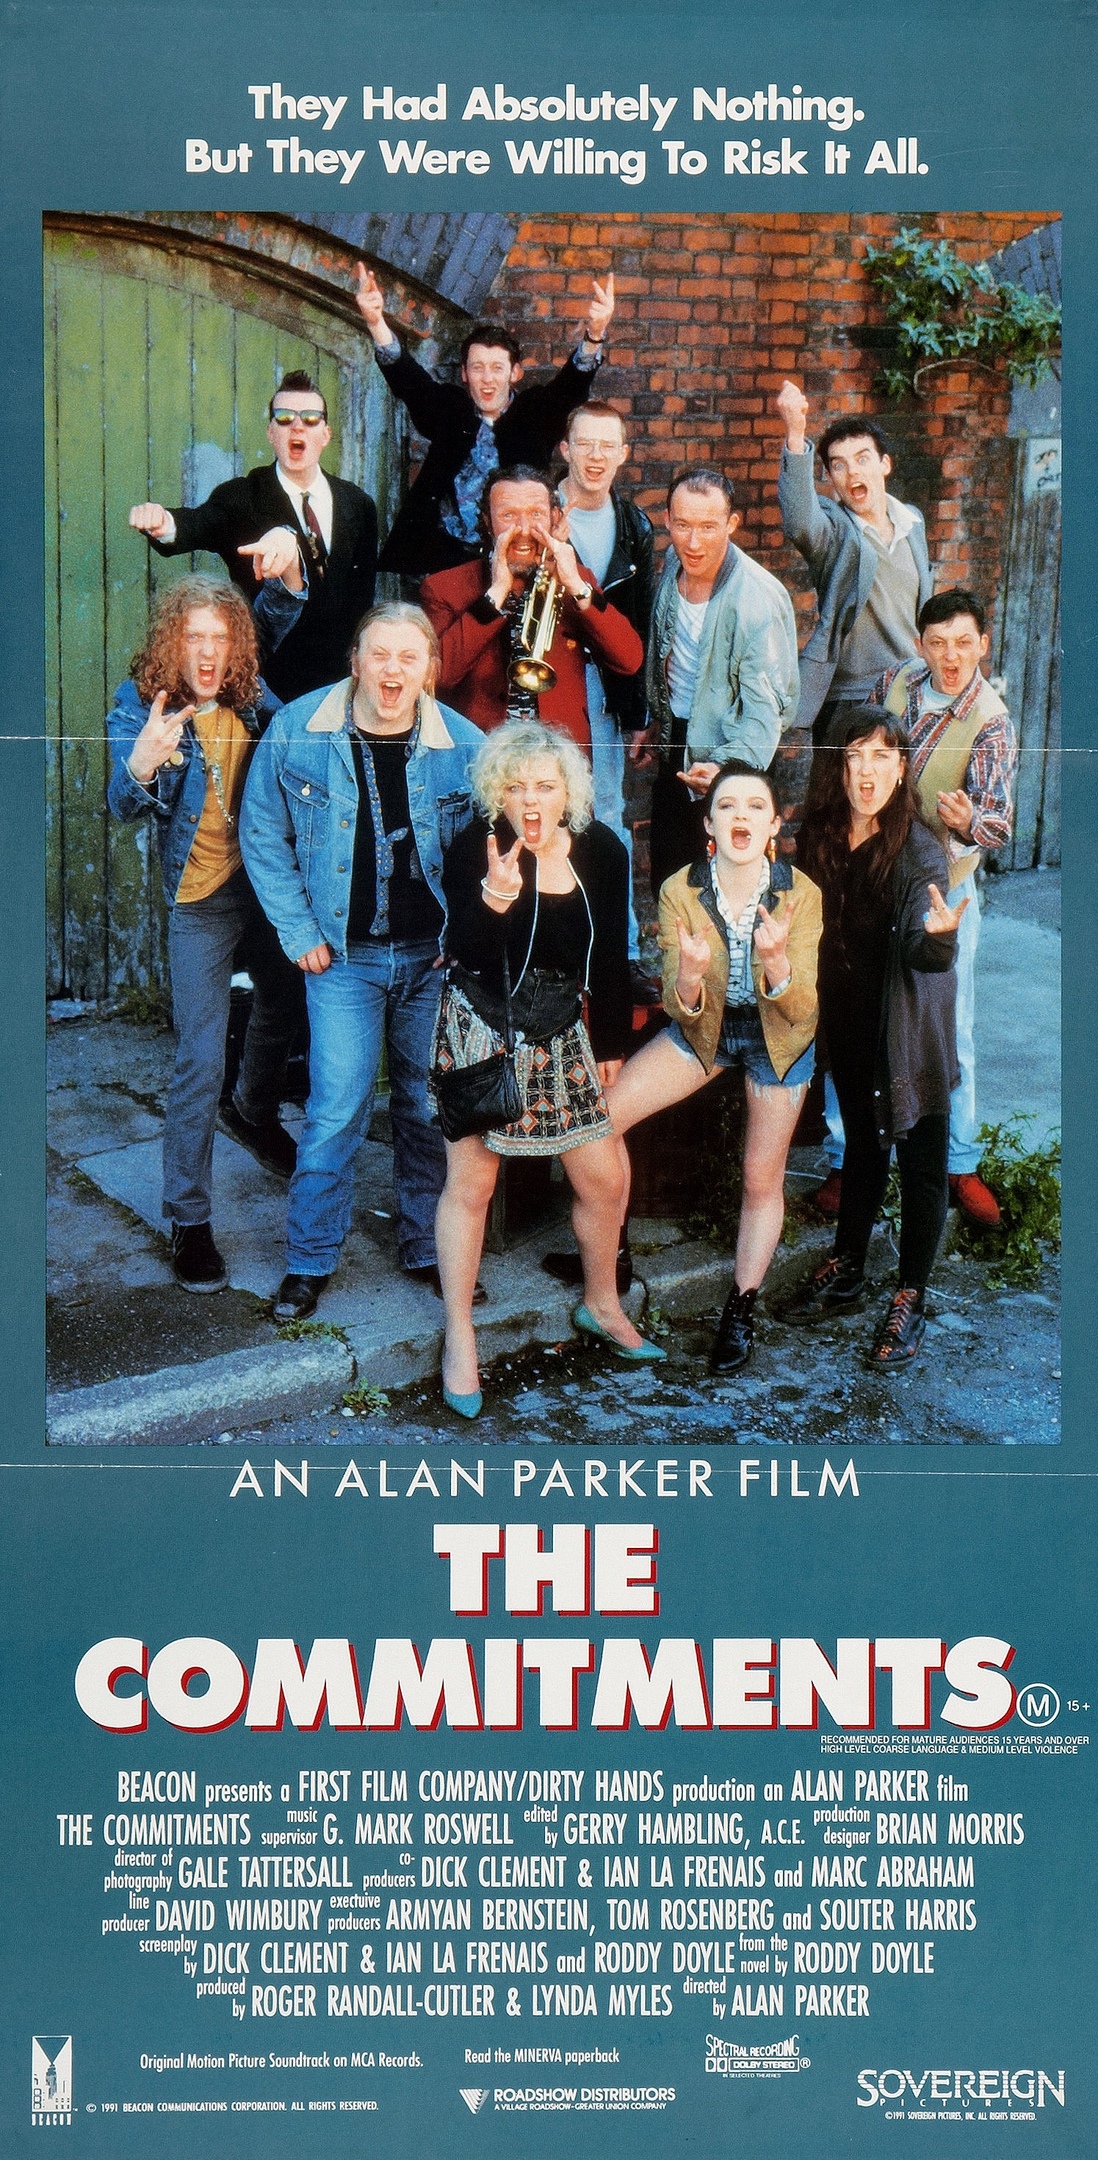 They Had Absolutely Nothing.
But They Were Willing To Risk It All.
AN ALAN PARKER FILM
THE
COMMITMENTS
M 15+
RECOMMENDED FOR MATURE AUDIENCES 15 YEARS AND OVER
HIGH LEVEL COARSE LANGUAGE & MEDIUM LEVEL VIOLENCE
BEACON presents a FIRST FILM COMPANY/DIRTY HANDS production an ALAN PARKER film
THE COMMITMENTS music supervisor G. MARK ROSWELL edited by GERRY HAMBLING, A.C.E. production designer BRIAN MORRIS
director of photography GALE TATTERSALL co-producers DICK CLEMENT & IAN LA FRENAIS and MARC ABRAHAM
line producer DAVID WIMBURY exectuive producers ARMYAN BERNSTEIN, TOM ROSENBERG and SOUTER HARRIS
screenplay by DICK CLEMENT & IAN LA FRENAIS and RODDY DOYLE from the novel by RODDY DOYLE
produced by ROGER RANDALL-CUTLER & LYNDA MYLES directed by ALAN PARKER
BEACON
Original Motion Picture Soundtrack on MCA Records.
Read the MINERVA paperback
SPECTRAL RECORDING
DOLBY STEREO ®
IN SELECTED THEATRES
© 1991 BEACON COMMUNICATIONS CORPORATION. ALL RIGHTS RESERVED.
ROADSHOW DISTRIBUTORS
A VILLAGE ROADSHOW-GREATER UNION COMPANY
SOVEREIGN
PICTURES
©1991 SOVEREIGN PICTURES, INC. ALL RIGHTS RESERVED.